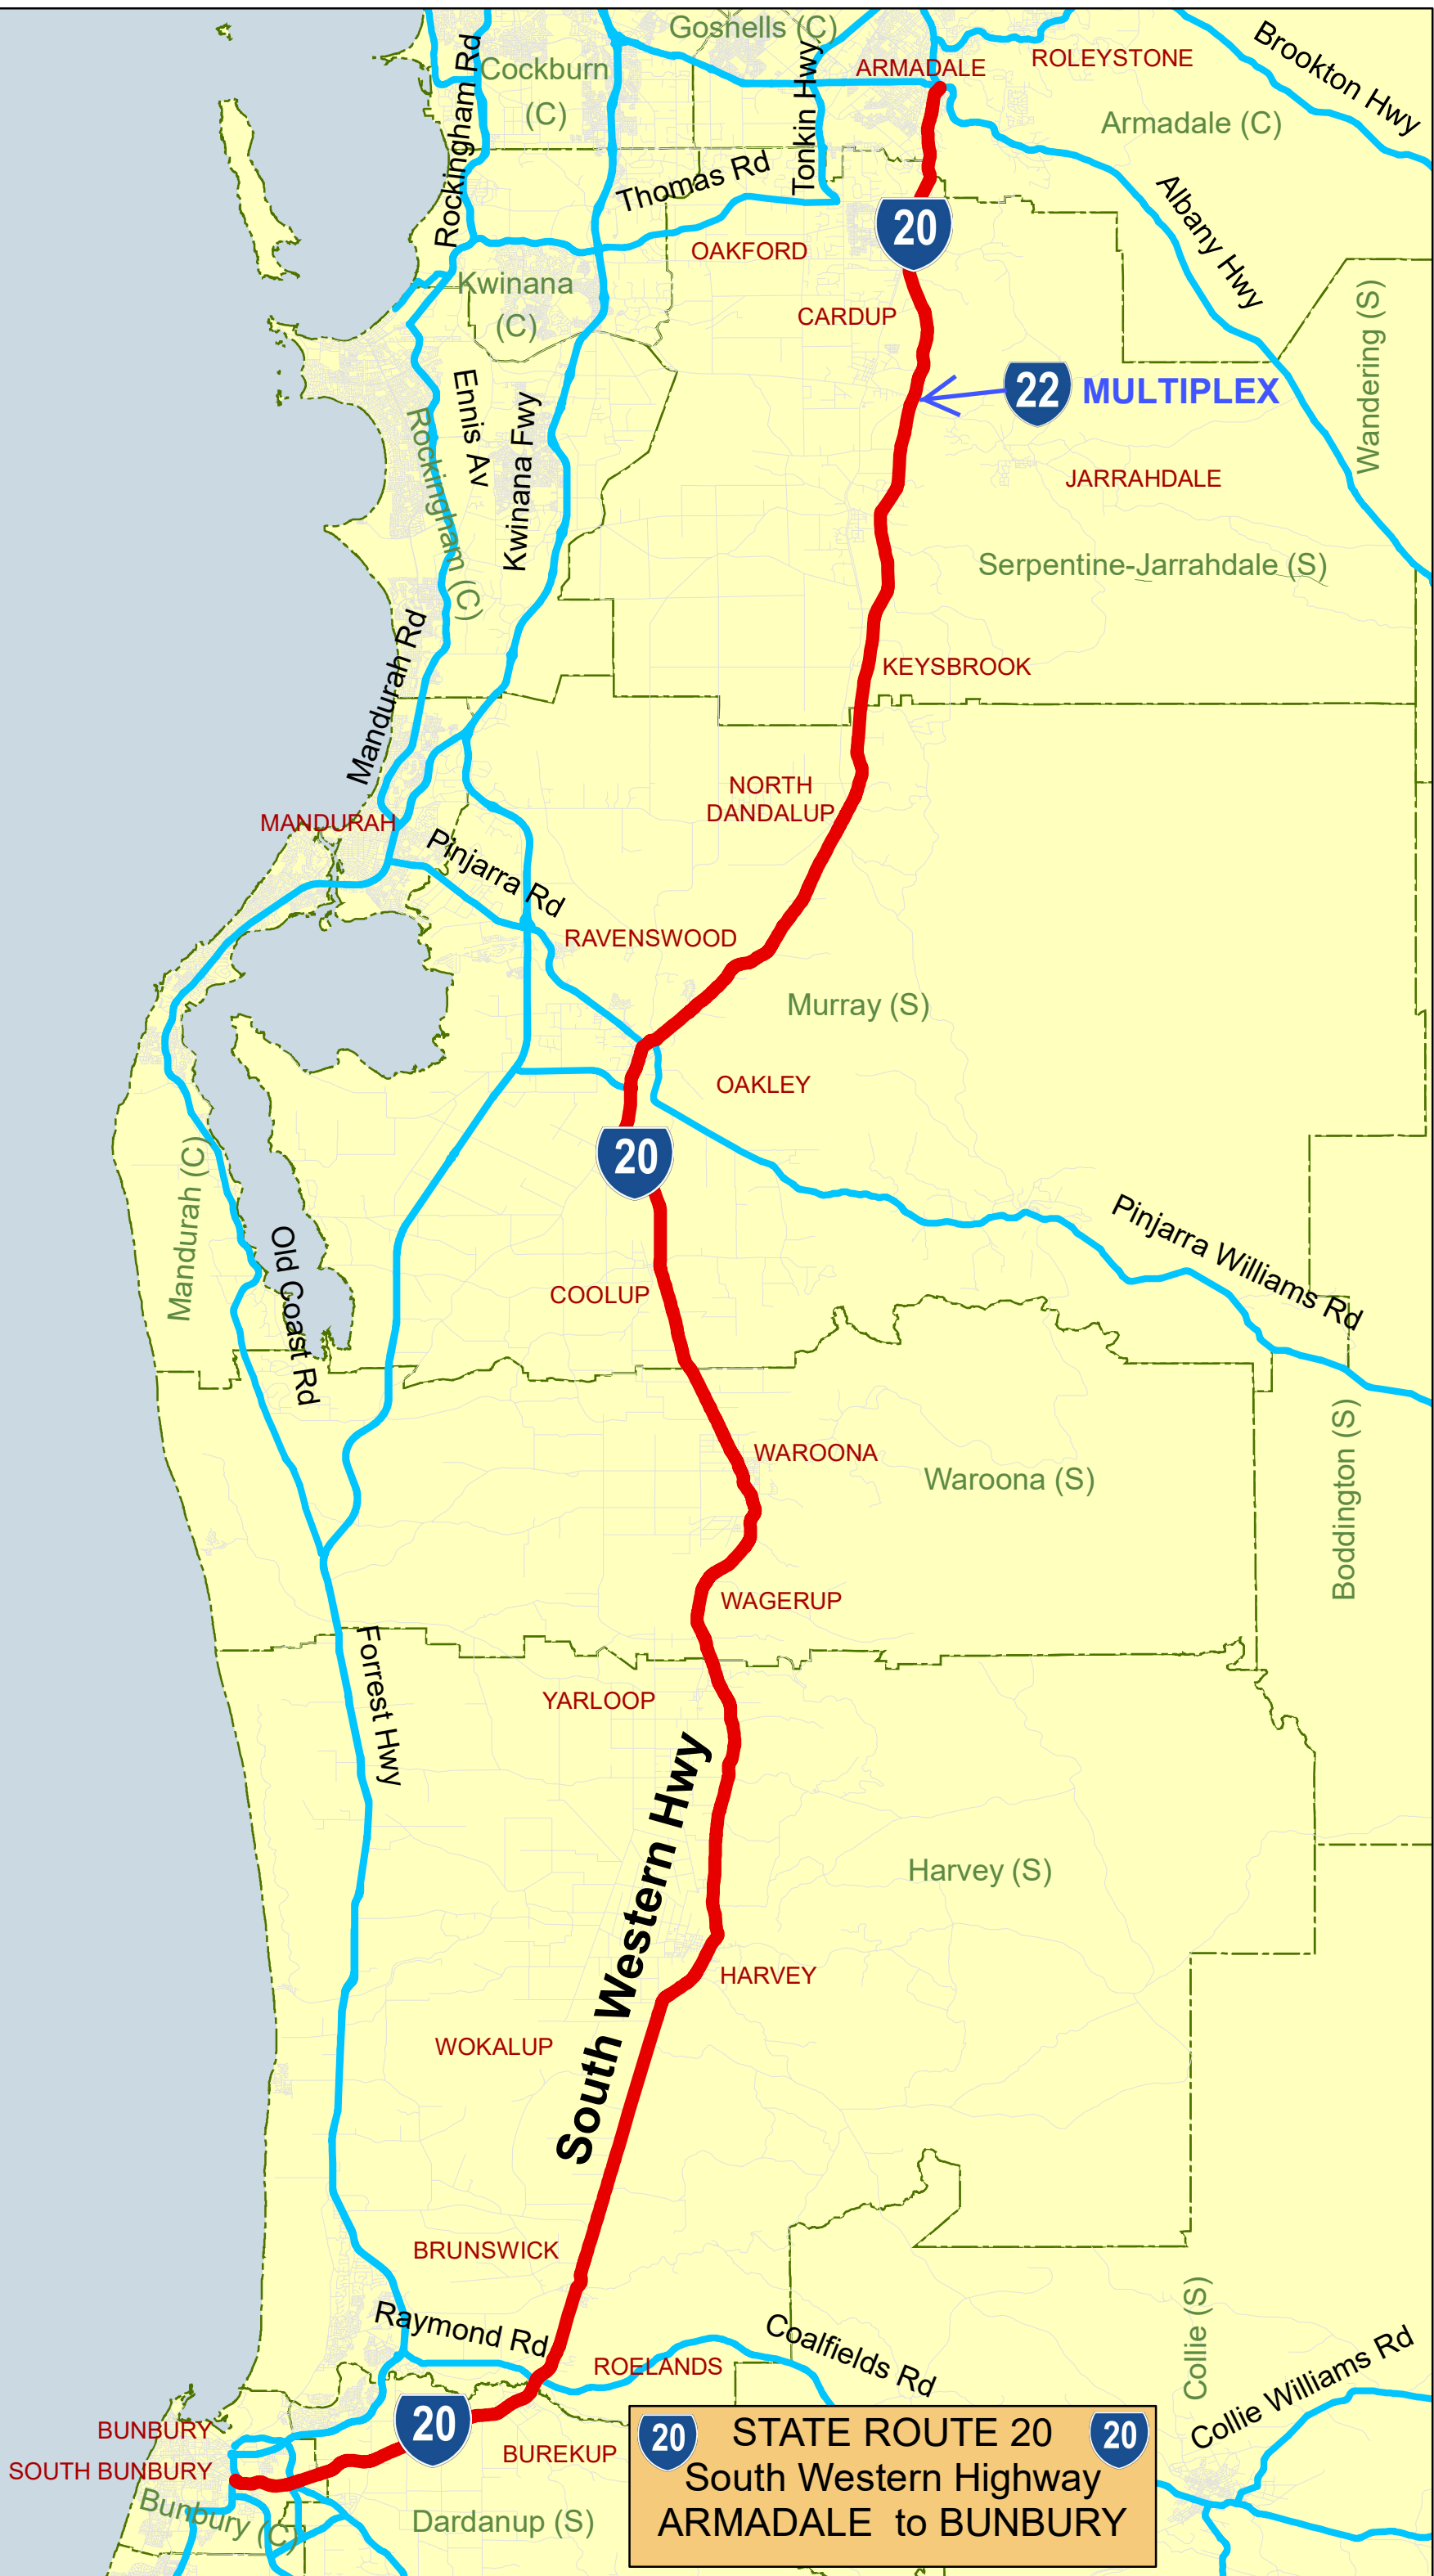 Gosnells (C)
Cockburn
(C)
Rockingham Rd
Tonkin Hwy
ARMADALE
ROLEYSTONE
Brookton Hwy
Armadale (C)
Thomas Rd
Albany Hwy
20
OAKFORD
Kwinana
(C)
CARDUP
Wandering (S)
22
MULTIPLEX
Ennis Av
Rockingham (C)
Kwinana Fwy
JARRAHDALE
Serpentine-Jarrahdale (S)
Mandurah Rd
KEYSBROOK
NORTH
DANDALUP
MANDURAH
Pinjarra Rd
RAVENSWOOD
Murray (S)
OAKLEY
20
Mandurah (C)
Old Coast Rd
Pinjarra Williams Rd
COOLUP
WAROONA
Waroona (S)
Boddington (S)
WAGERUP
Forrest Hwy
YARLOOP
South Western Hwy
Harvey (S)
HARVEY
WOKALUP
BRUNSWICK
Raymond Rd
ROELANDS
Coalfields Rd
Collie (S)
Collie Williams Rd
BUNBURY
20
BUREKUP
SOUTH BUNBURY
Bunbury (C)
Dardanup (S)
20 STATE ROUTE 20 20
South Western Highway
ARMADALE to BUNBURY